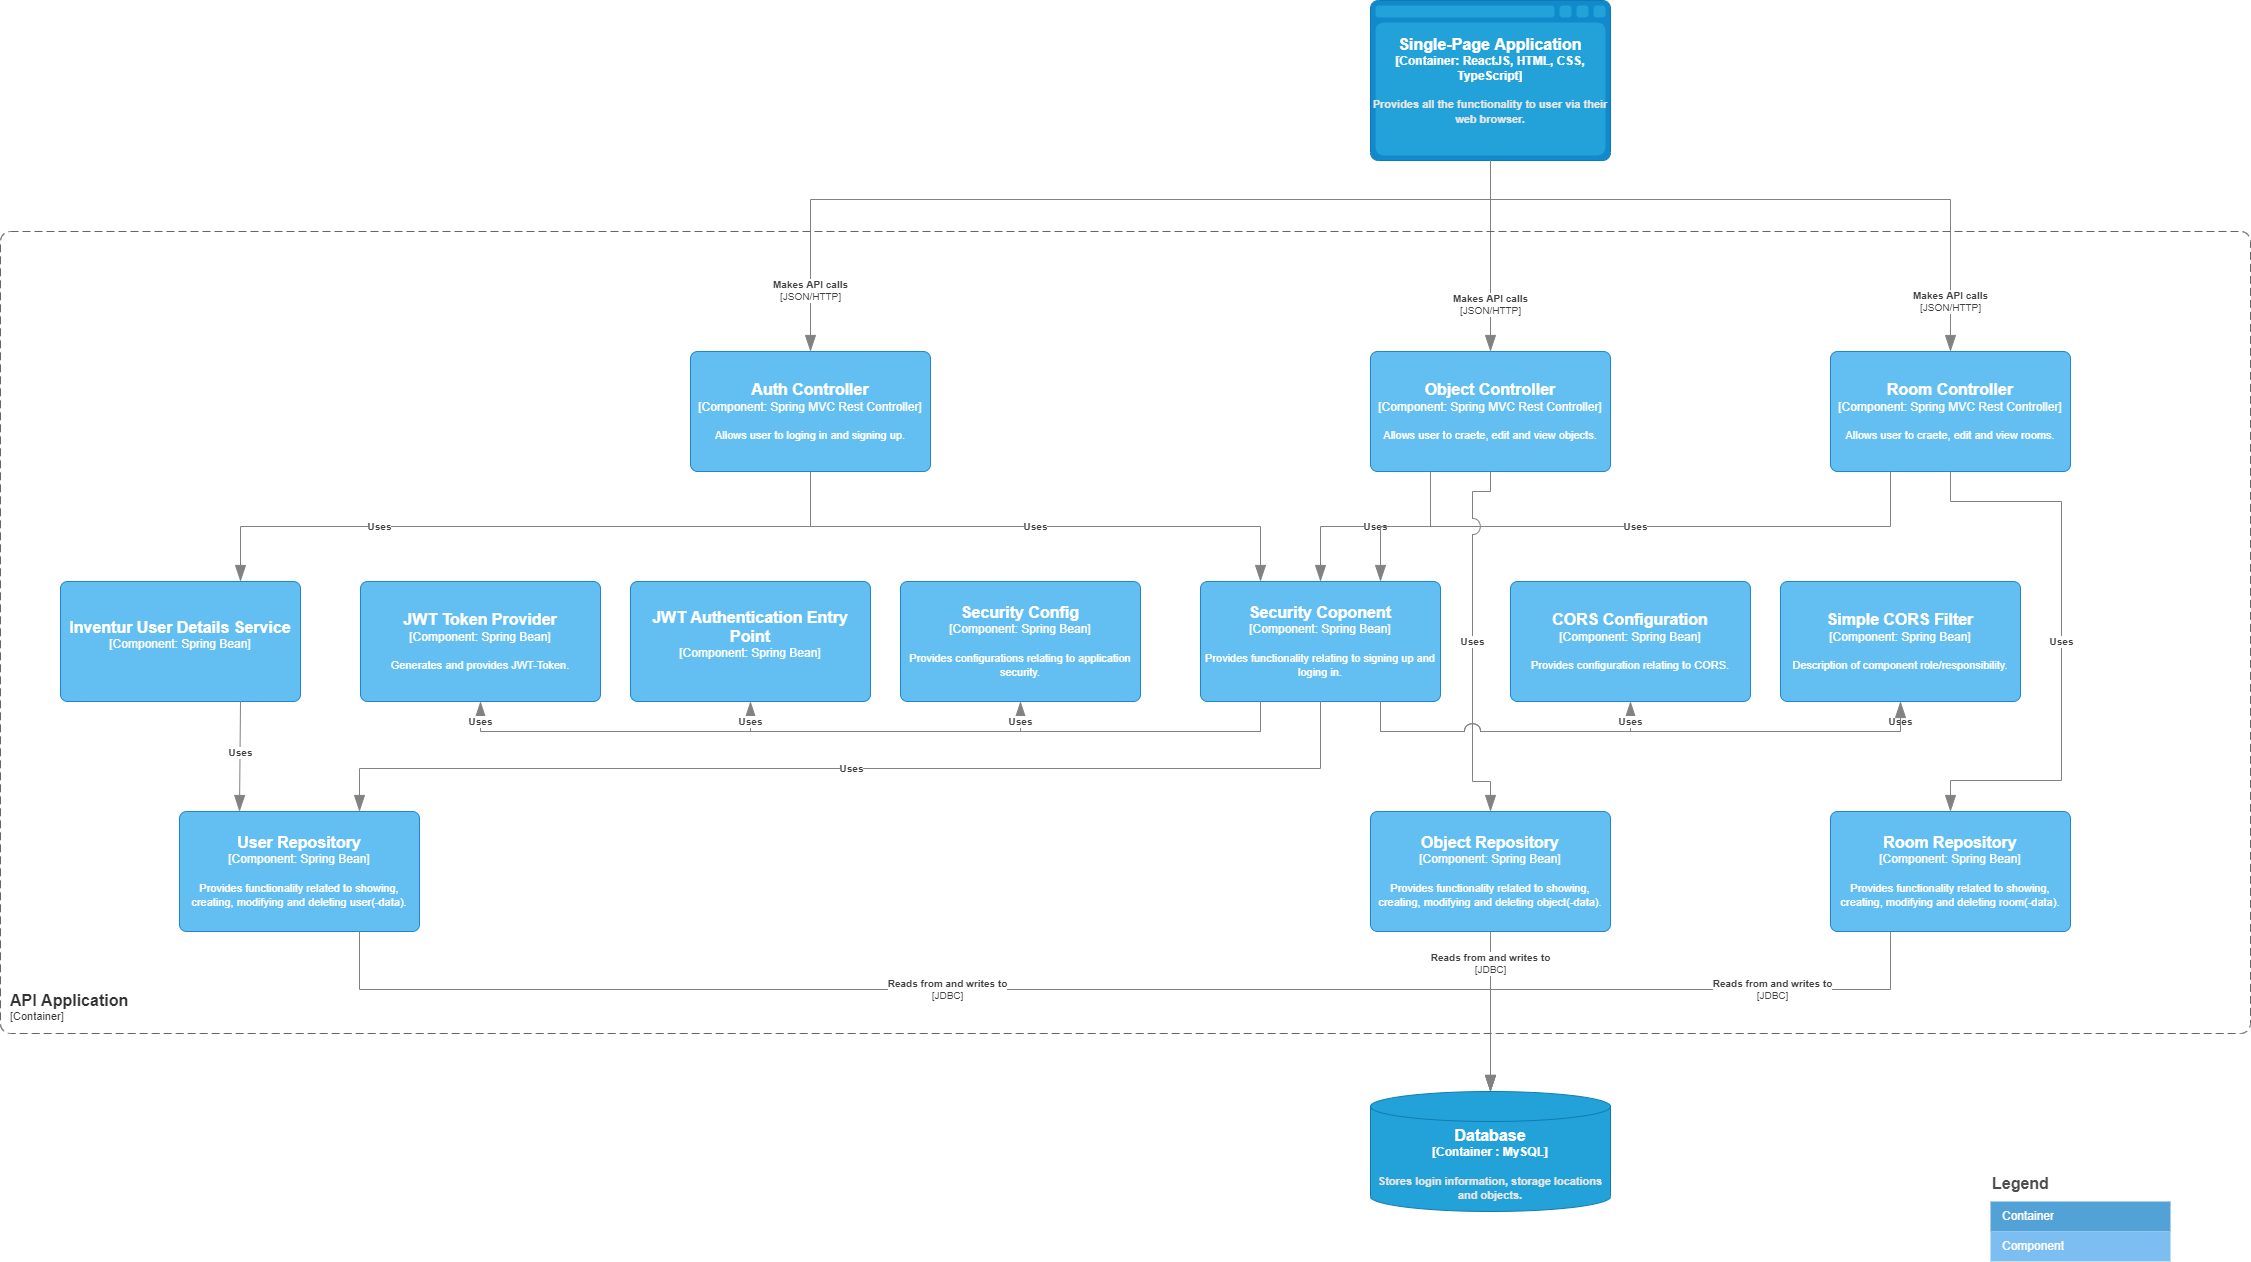 Single-Page Application
[Container: ReactJS, HTML, CSS,
TypeScript]
Provides all the functionality to user via their
web browser.
Makes API calls
[JSON/HTTP]
Makes API calls
[JSON/HTTP]
Makes API calls
[JSON/HTTP]
Auth Controller
[Component: Spring MVC Rest Controller]
Allows user to loging in and signing up.
Object Controller
[Component: Spring MVC Rest Controller]
Allows user to craete, edit and view objects.
Room Controller
[Component: Spring MVC Rest Controller]
Allows user to craete, edit and view rooms.
Uses
Uses
Uses
Uses
Inventur User Details Service
[Component: Spring Bean]
JWT Token Provider
[Component: Spring Bean]
Generates and provides JWT-Token.
JWT Authentication Entry
Point
[Component: Spring Bean]
Security Config
[Component: Spring Bean]
Provides configurations relating to application
security.
Security Coponent
[Component: Spring Bean]
Provides functionality relating to signing up and
loging in.
Uses
CORS Configuration
[Component: Spring Bean]
Provides configuration relating to CORS.
Simple CORS Filter
[Component: Spring Bean]
Description of component role/responsibility.
Uses
Uses
Uses
Uses
Uses
Uses
Uses
Uses
User Repository
[Component: Spring Bean]
Provides functionality related to showing,
creating, modifying and deleting user(-data).
Object Repository
[Component: Spring Bean]
Provides functionality related to showing,
creating, modifying and deleting object(-data).
Room Repository
[Component: Spring Bean]
Provides functionality related to showing,
creating, modifying and deleting room(-data).
Reads from and writes to
[JDBC]
Reads from and writes to
[JDBC]
Reads from and writes to
[JDBC]
API Application
[Container]
Database
[Container : MySQL]
Stores login information, storage locations
and objects.
Legend
Container
Component